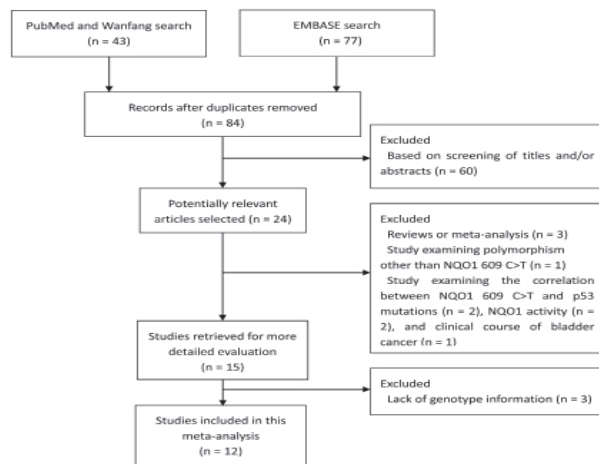 PubMed and Wanfang search
(n = 43)
EMBASE search
(n = 77)
Records after duplicates removed
(n = 84)
Excluded
Based on screening of titles and/or
abstracts (n = 60)
Potentially relevant
articles selected (n = 24)
Excluded
Reviews or meta-analysis (n = 3)
Study examining polymorphism
other than NQO1 609 C>T (n = 1)
Study examining the correlation
between NQO1 609 C>T and p53
mutations (n = 2), NQO1 activity (n =
2), and clinical course of bladder
cancer (n = 1)
Studies retrieved for more
detailed evaluation
(n = 15)
Excluded
Lack of genotype information (n = 3)
Studies included in this
meta-analysis
(n = 12)